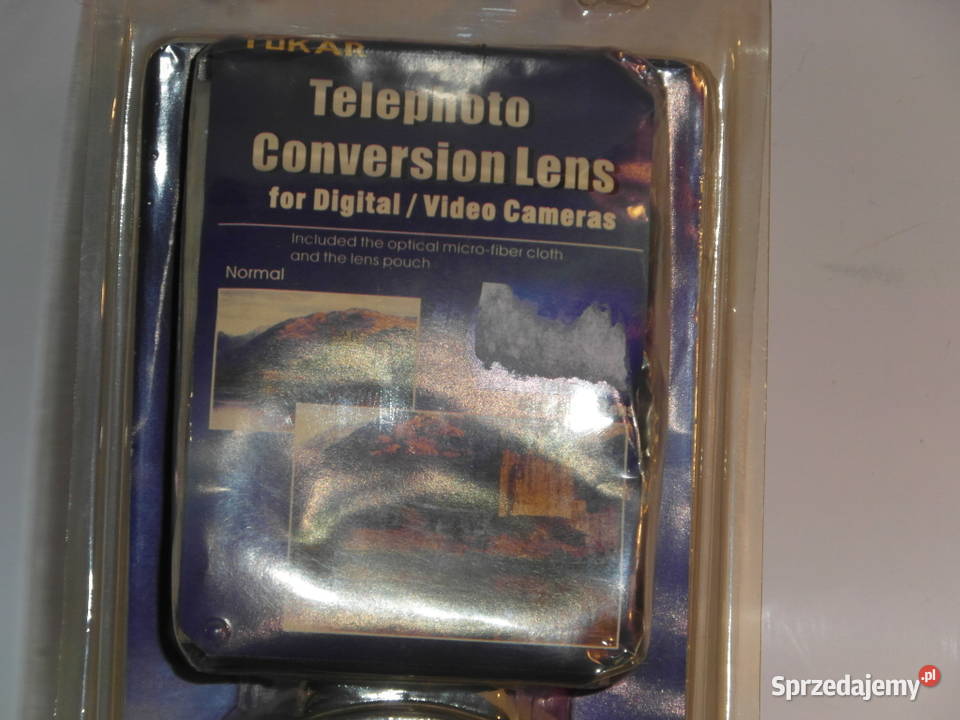 TOKAR
Telephoto
Conversion Lens
for Digital / Video Cameras
Included the optical micro-fiber cloth
and the lens pouch
Normal
Sprzedajemy.pl